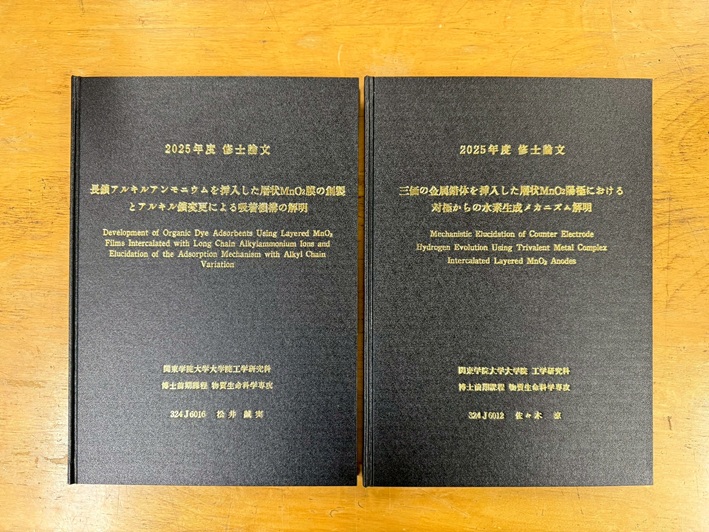 2025年度 修士論文
長鎖アルキルアンモニウムを挿入した層状MnO₂膜の創製
とアルキル鎖変更による吸着機構の解明
Development of Organic Dye Adsorbents Using Layered MnO₂
Films Intercalated with Long Chain Alkylammonium Ions and
Elucidation of the Adsorption Mechanism with Alkyl Chain
Variation
関東学院大学大学院工学研究科
博士前期課程 物質生命科学専攻
324J6016 松井 誠実
2025年度 修士論文
三価の金属錯体を挿入した層状MnO₂陽極における
対極からの水素生成メカニズム解明
Mechanistic Elucidation of Counter Electrode
Hydrogen Evolution Using Trivalent Metal Complex
Intercalated Layered MnO₂ Anodes
関東学院大学大学院 工学研究科
博士前期課程 物質生命科学専攻
324J6012 佐々木 涼